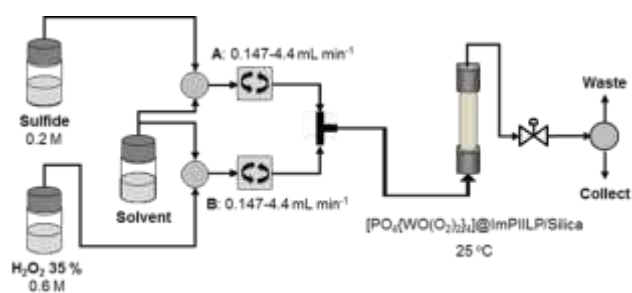 A: 0.147-4.4 mL min-1
Sulfide
0.2 M
Waste
Solvent
B: 0.147-4.4 mL min-1
Collect
[PO4{WO(O2)2}4]@ImPIILP/Silica
25 ºC
H2O2 35 %
0.6 M